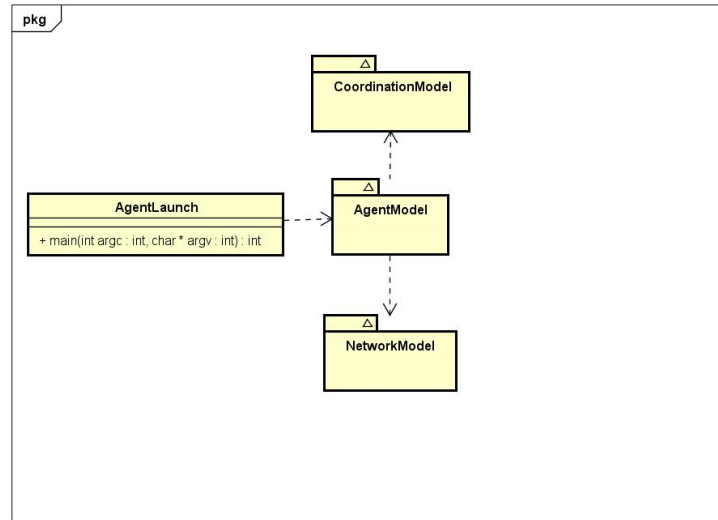 pkg
CoordinationModel
AgentLaunch
+ main(int argc : int, char * argv : int) : int
AgentModel
NetworkModel